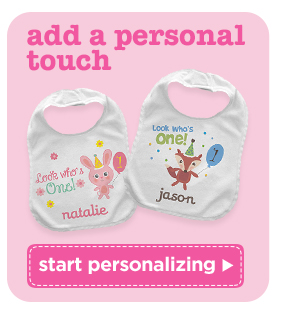 add a personal
touch
Look who's
One!
1
natalie
Look Who's
One!
1
jason
start personalizing